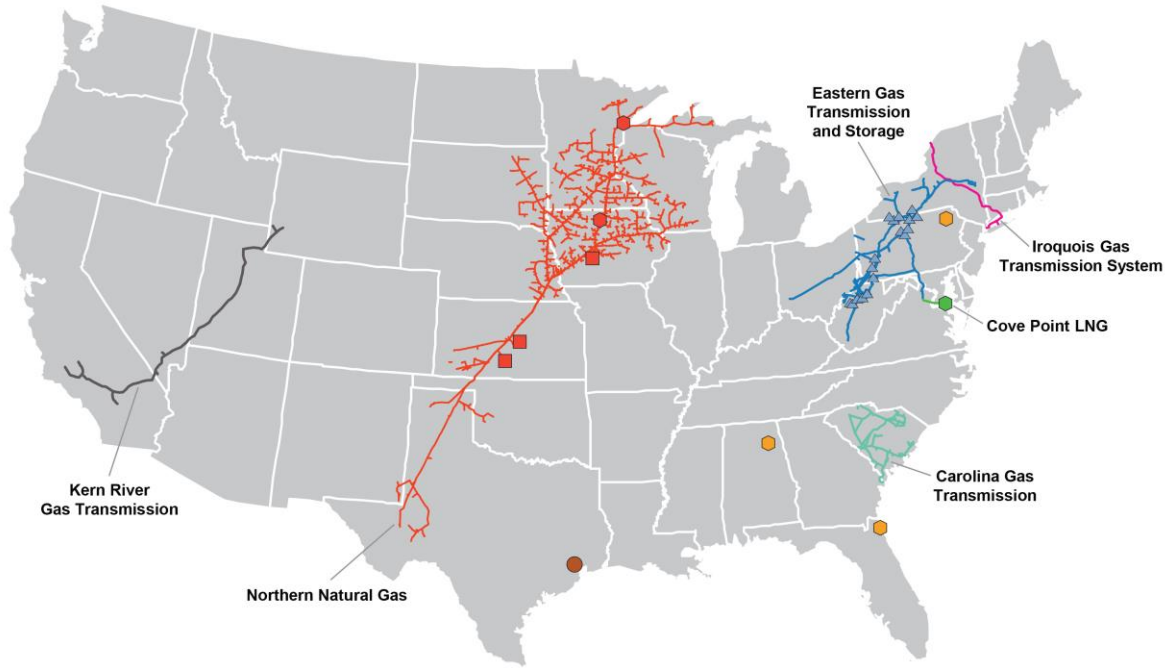 Eastern Gas
Transmission
and Storage
Iroquois Gas
Transmission System
Cove Point LNG
Carolina Gas
Transmission
Kern River
Gas Transmission
Northern Natural Gas